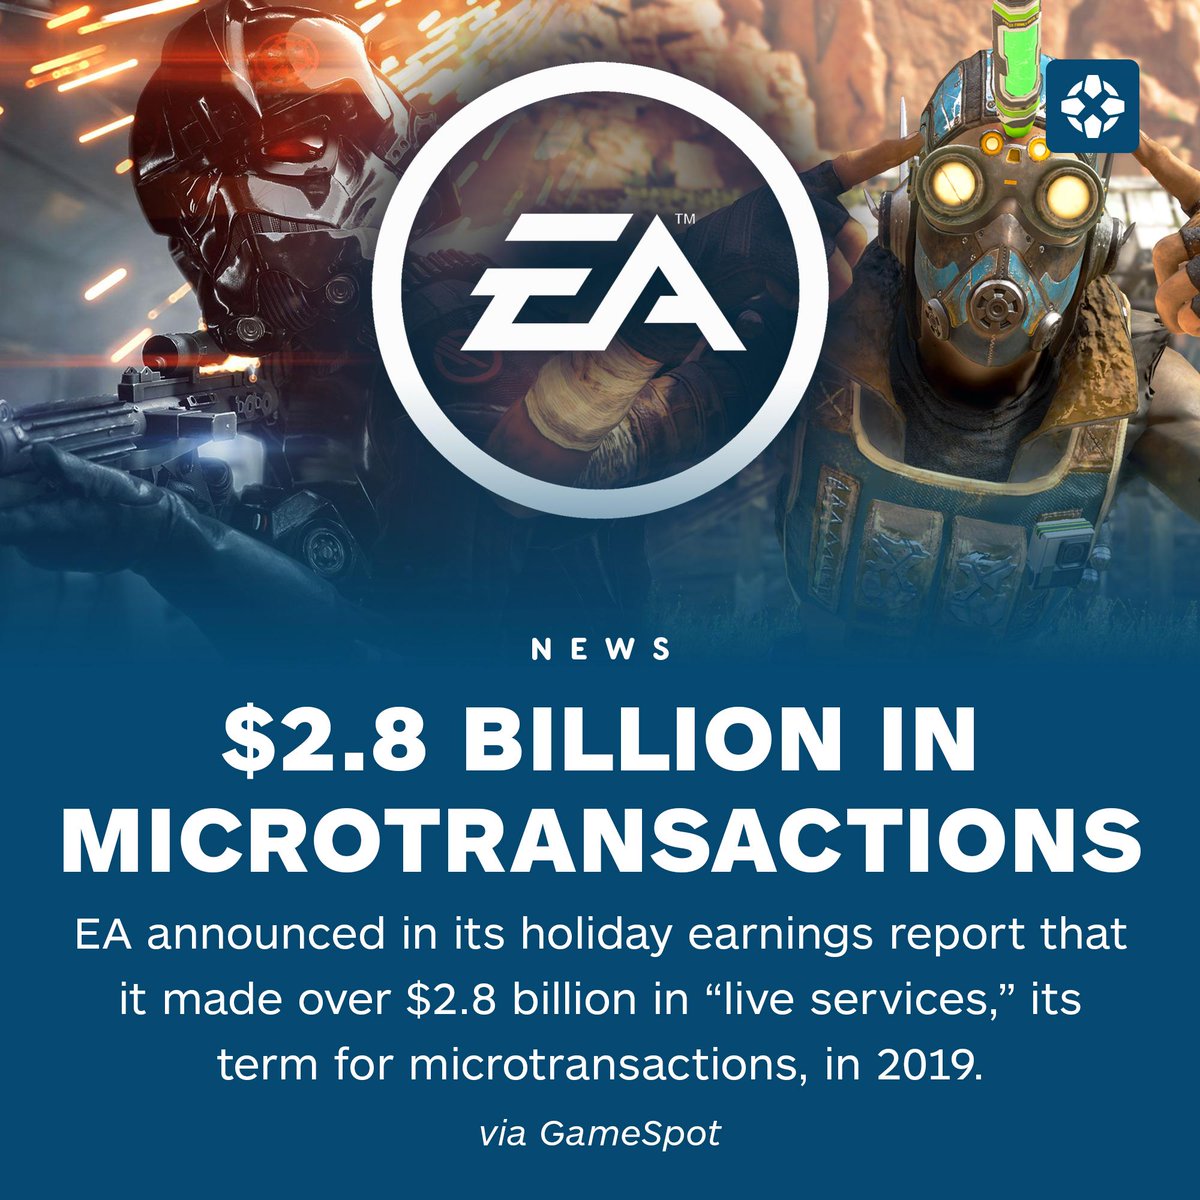 EA™
NEWS
$2.8 BILLION IN
MICROTRANSACTIONS
EA announced in its holiday earnings report that
it made over $2.8 billion in “live services,” its
term for microtransactions, in 2019.
via GameSpot